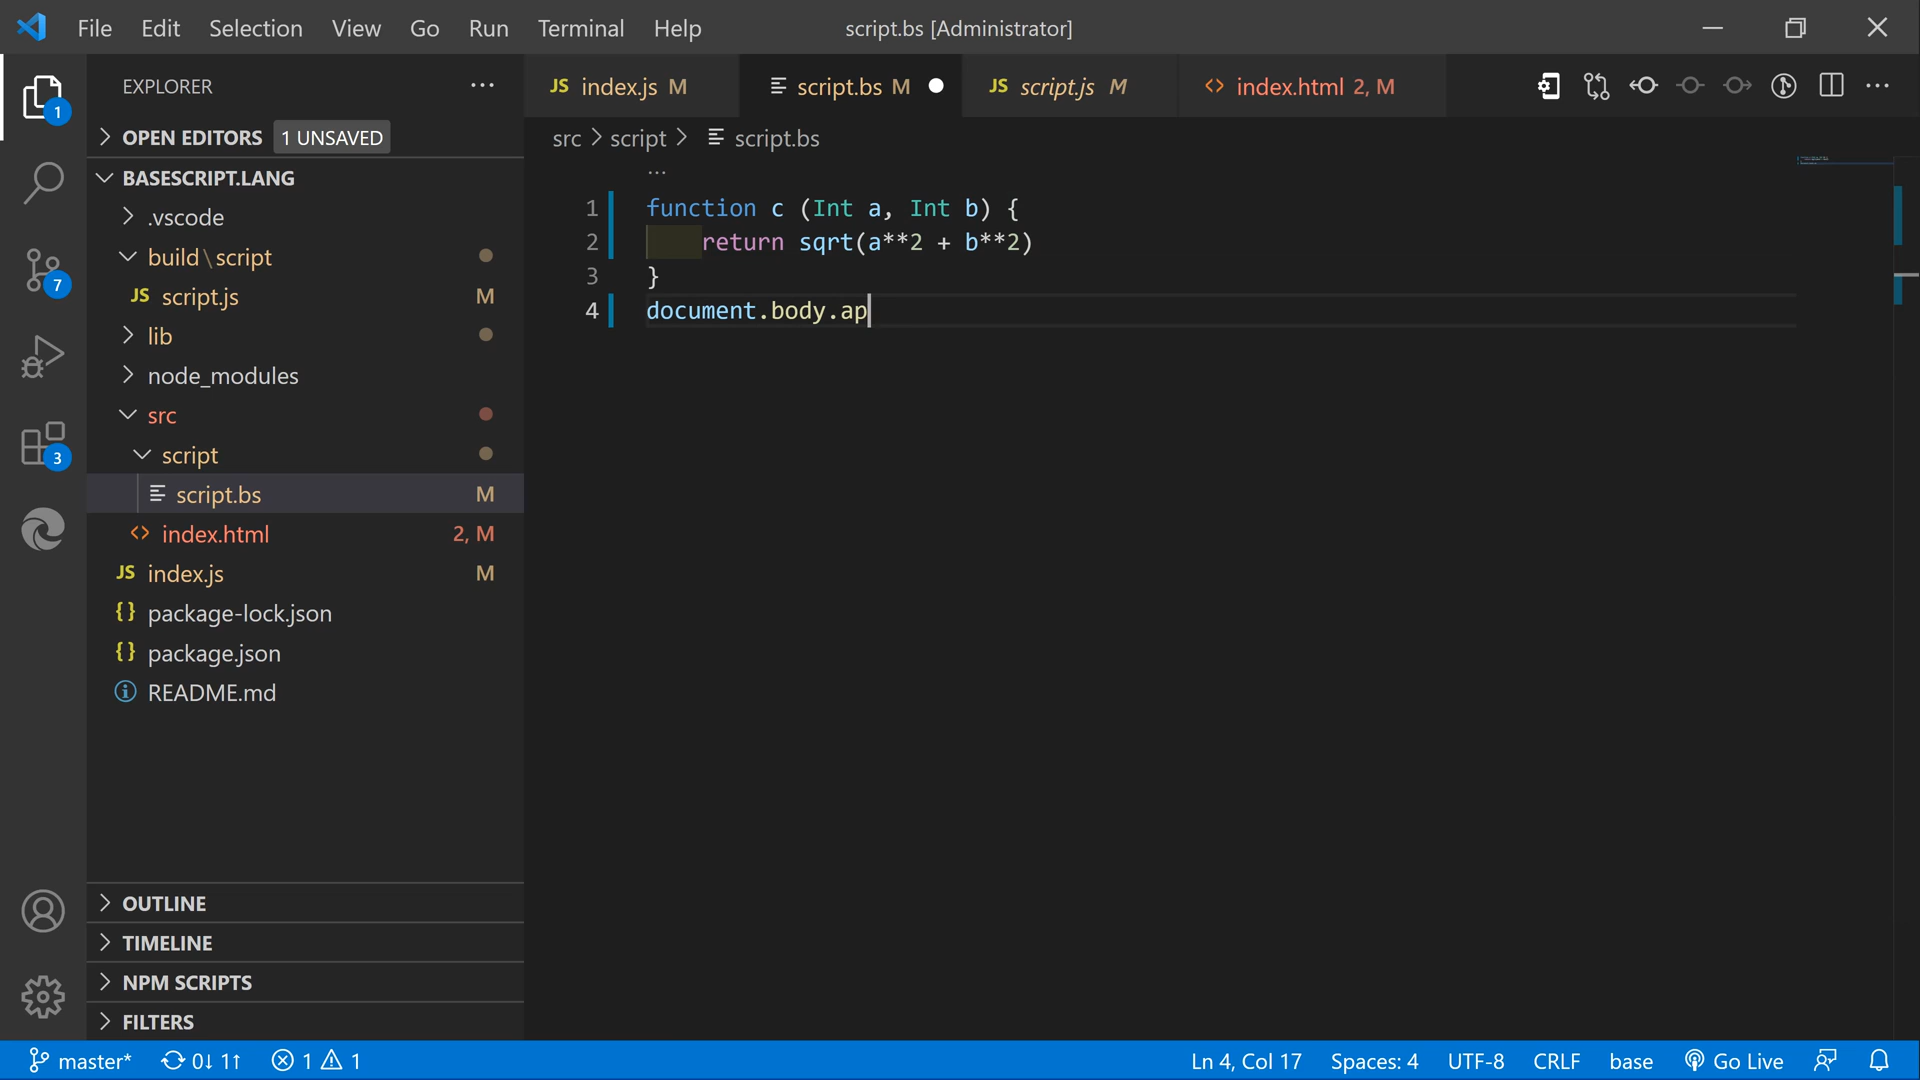 File Edit Selection View Go Run Terminal Help script.bs [Administrator]
EXPLORER ...
OPEN EDITORS 1 UNSAVED
BASESCRIPT.LANG
.vscode
build\script
JS script.js M
lib
node_modules
src
script
script.bs M
<> index.html 2, M
JS index.js M
{} package-lock.json
{} package.json
README.md
OUTLINE
TIMELINE
NPM SCRIPTS
FILTERS
1
7
3
JS index.js M script.bs M JS script.js M <> index.html 2, M
src > script > script.bs
...
1 function c (Int a, Int b) {
2 return sqrt(a**2 + b**2)
3 }
4 document.body.ap
master* 0↓ 1↑ 1 1 Ln 4, Col 17 Spaces: 4 UTF-8 CRLF base Go Live